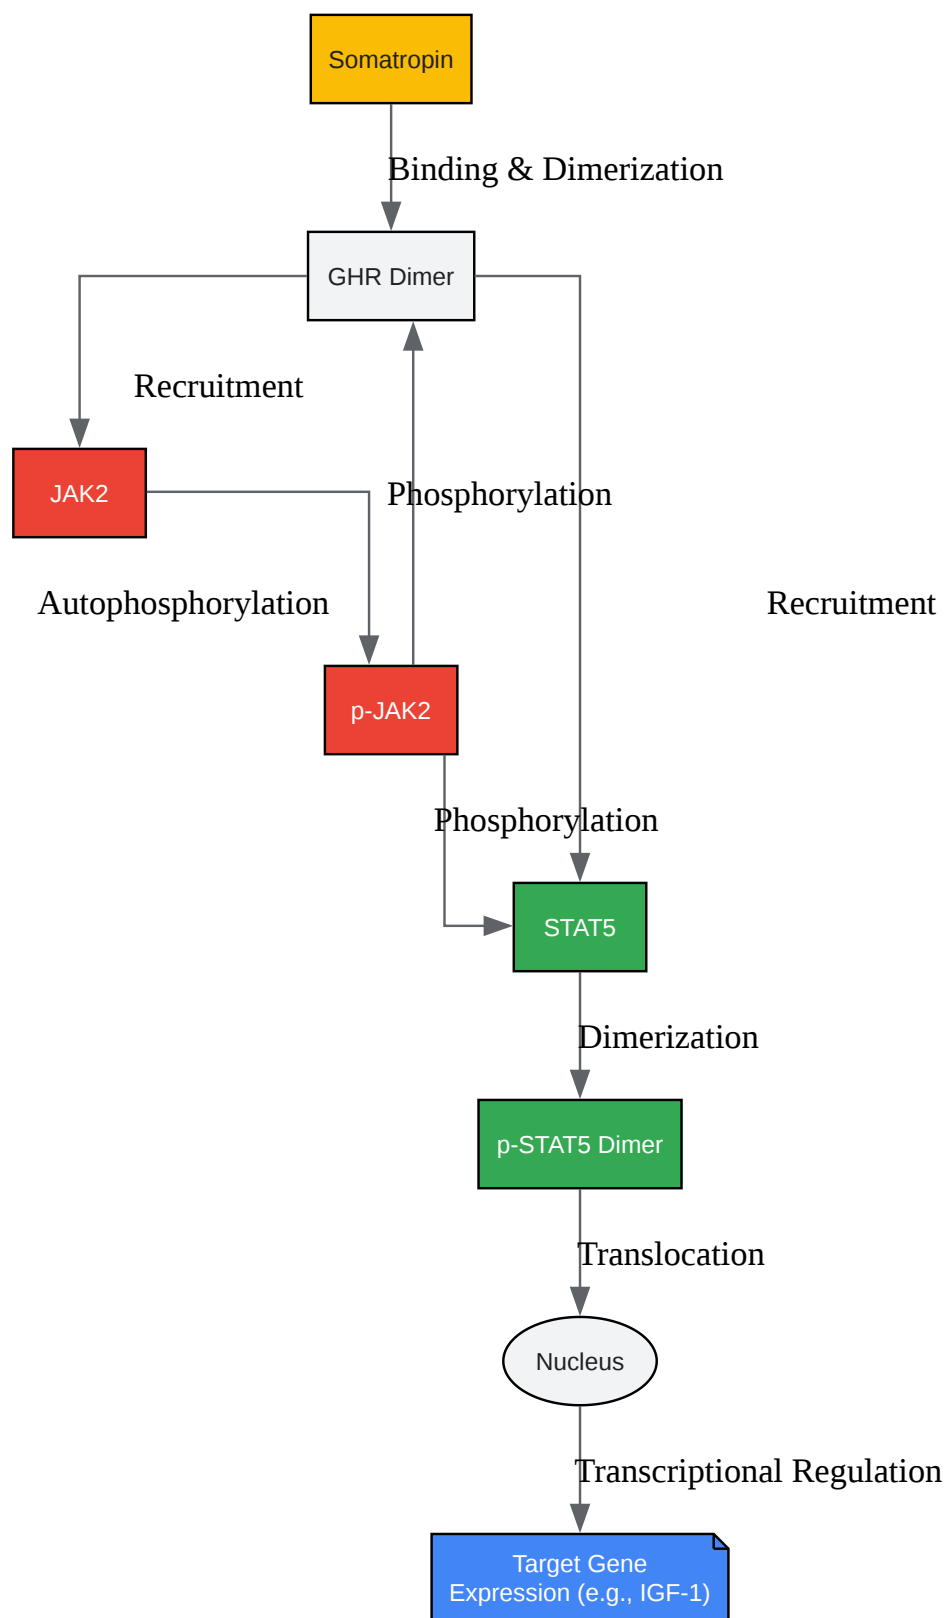 Somatropin
Binding & Dimerization
GHR Dimer
Recruitment
JAK2
Phosphorylation
Autophosphorylation
Recruitment
p-JAK2
Phosphorylation
STAT5
Dimerization
p-STAT5 Dimer
Translocation
Nucleus
Transcriptional Regulation
Target Gene
Expression (e.g., IGF-1)